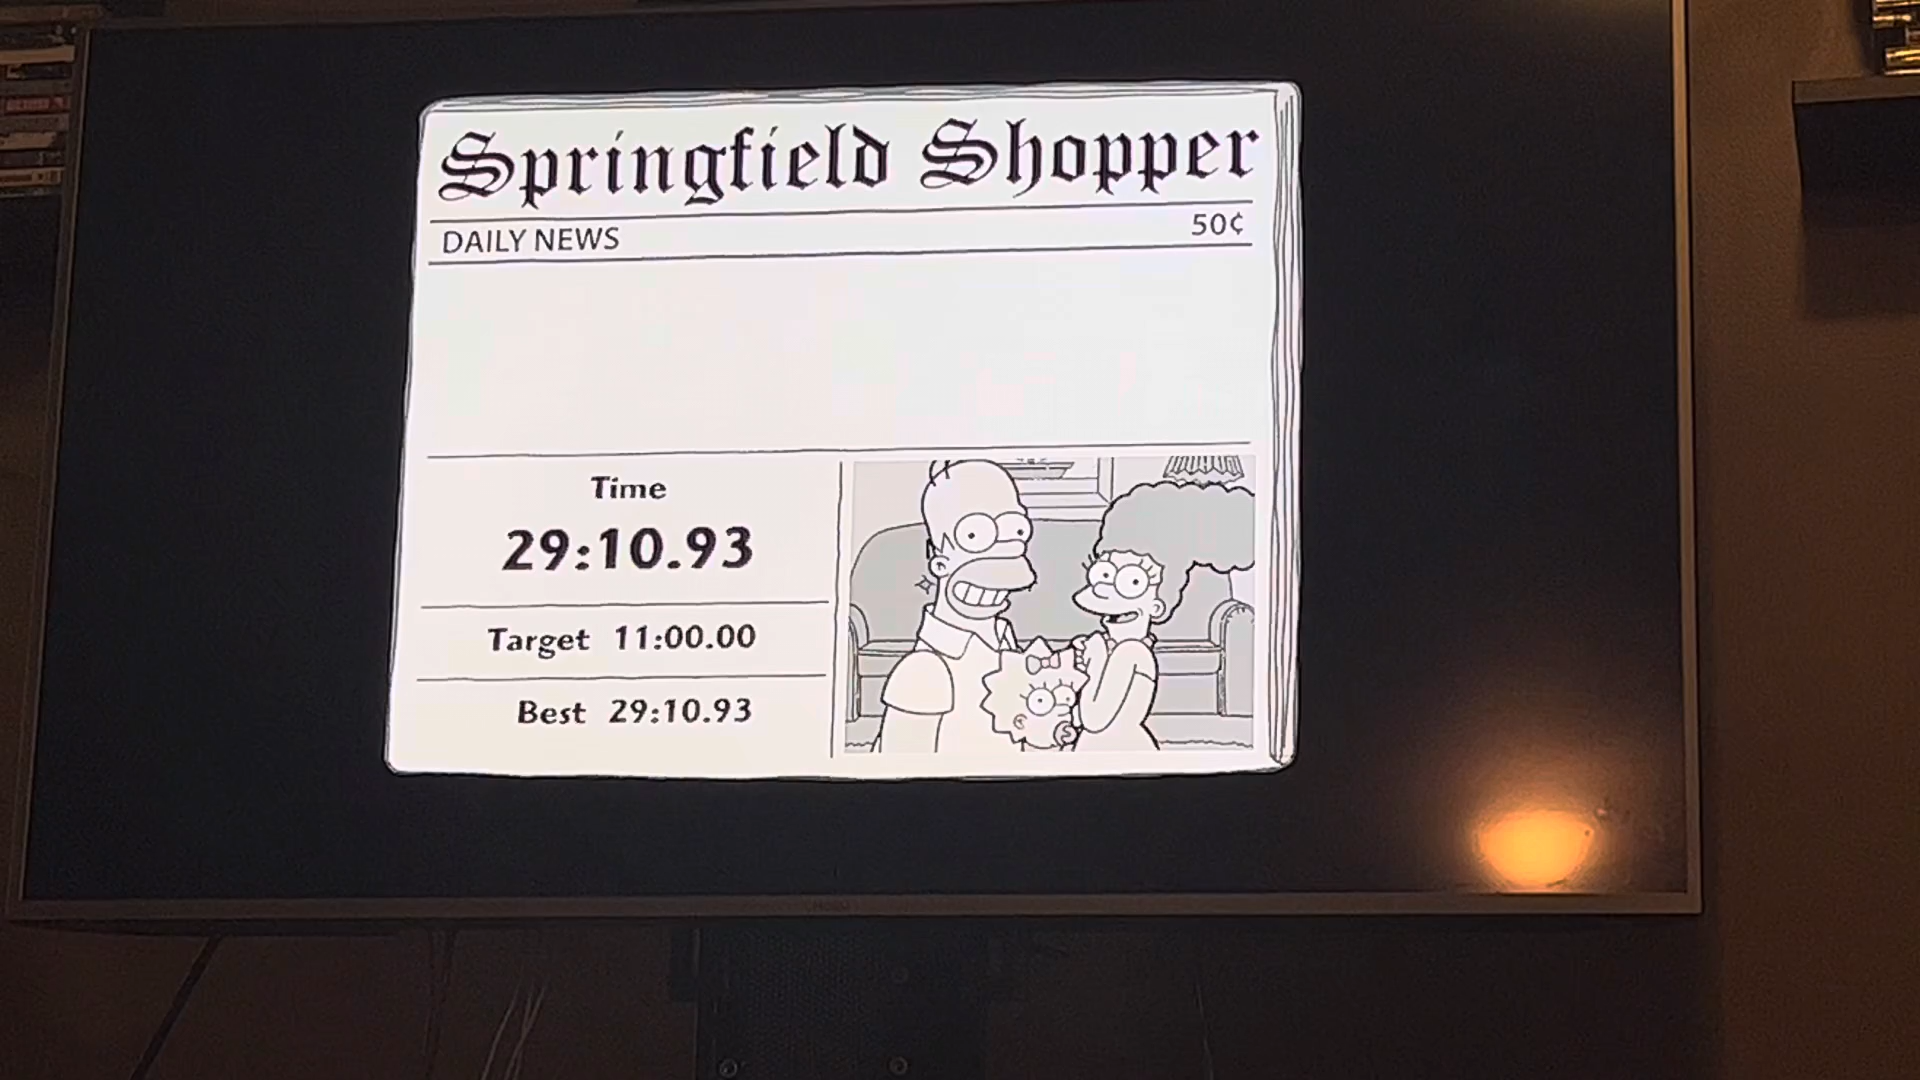 Springfield Shopper
DAILY NEWS 50¢
Time
29:10.93
Target 11:00.00
Best 29:10.93